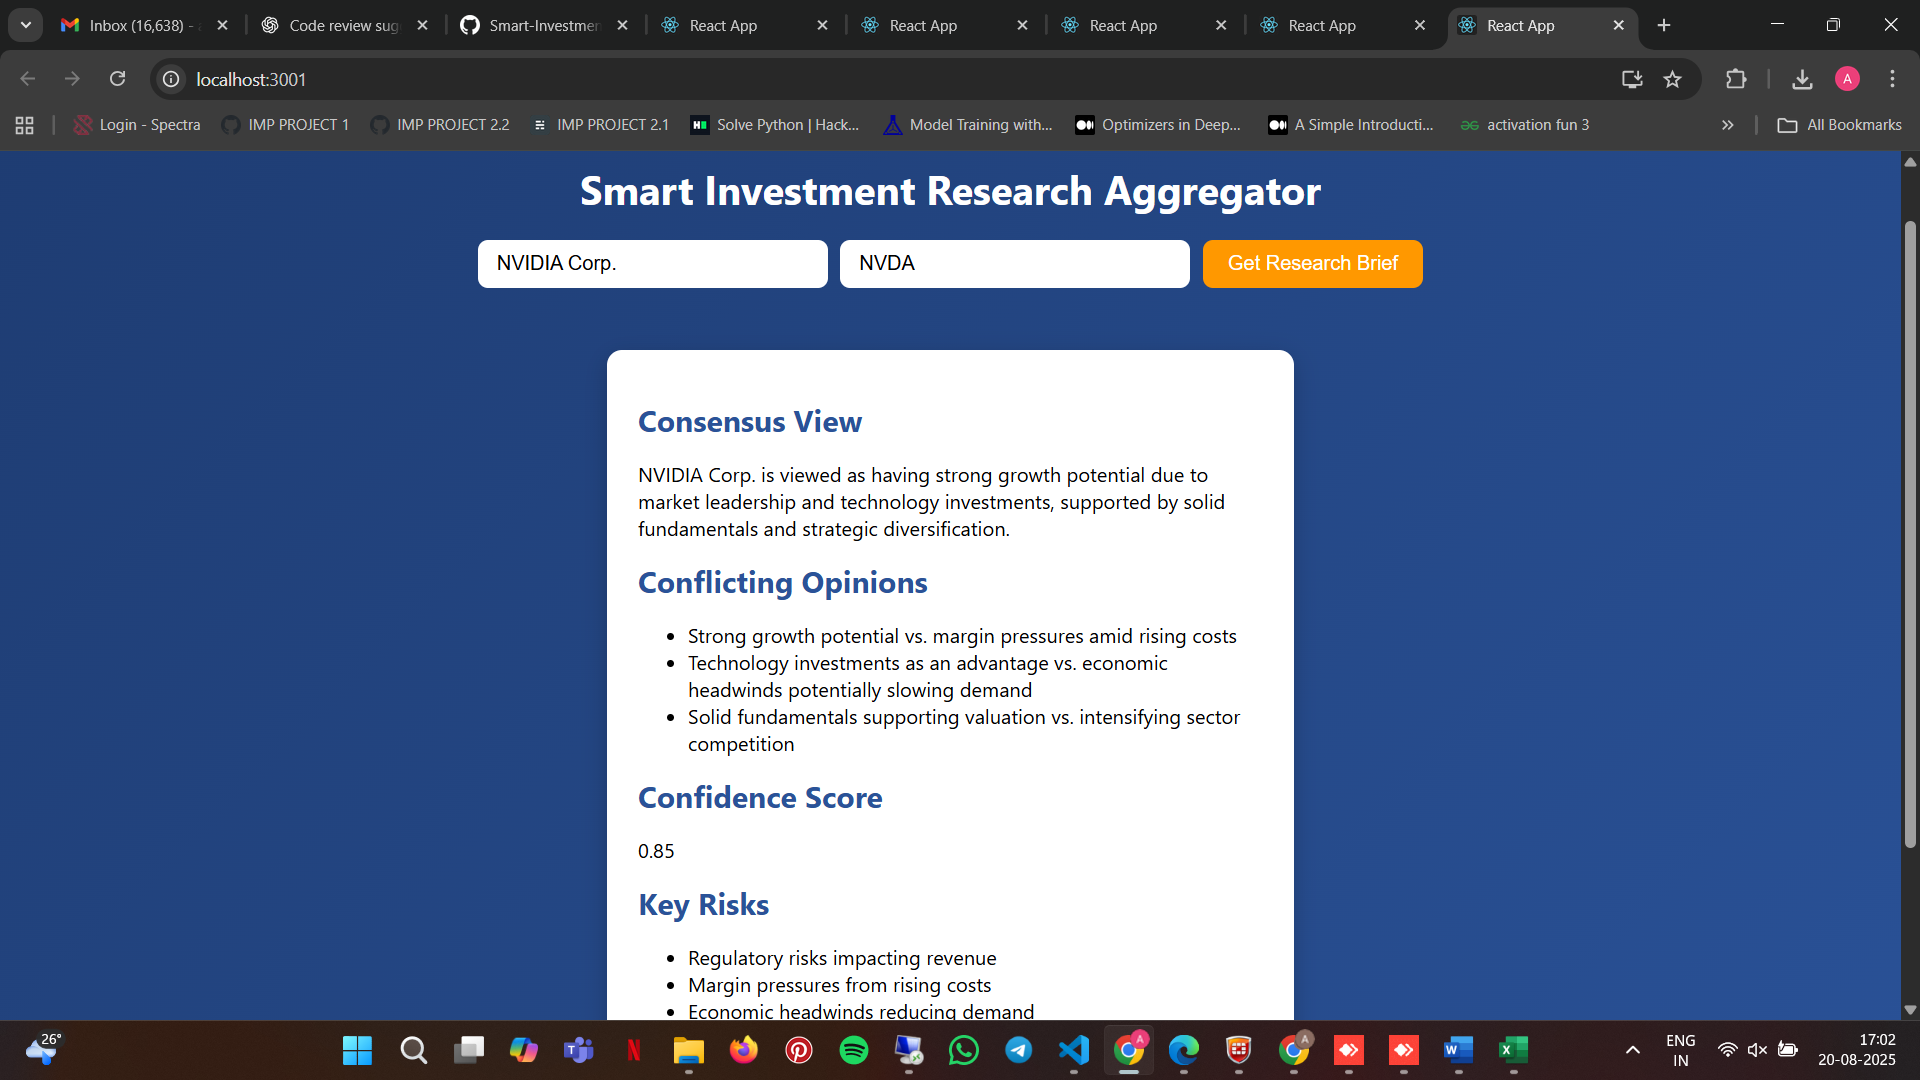 Inbox (16,638) -
Code review sug
Smart-Investmen
React App
React App
React App
React App
React App
localhost:3001
A
Login - Spectra
IMP PROJECT 1
IMP PROJECT 2.2
IMP PROJECT 2.1
Solve Python | Hack...
Model Training with...
Optimizers in Deep...
A Simple Introducti...
activation fun 3
All Bookmarks
Smart Investment Research Aggregator
NVIDIA Corp.
NVDA
Get Research Brief
Consensus View
NVIDIA Corp. is viewed as having strong growth potential due to
market leadership and technology investments, supported by solid
fundamentals and strategic diversification.
Conflicting Opinions
Strong growth potential vs. margin pressures amid rising costs
Technology investments as an advantage vs. economic
headwinds potentially slowing demand
Solid fundamentals supporting valuation vs. intensifying sector
competition
Confidence Score
0.85
Key Risks
Regulatory risks impacting revenue
Margin pressures from rising costs
Economic headwinds reducing demand
26°
ENG
IN
17:02
20-08-2025